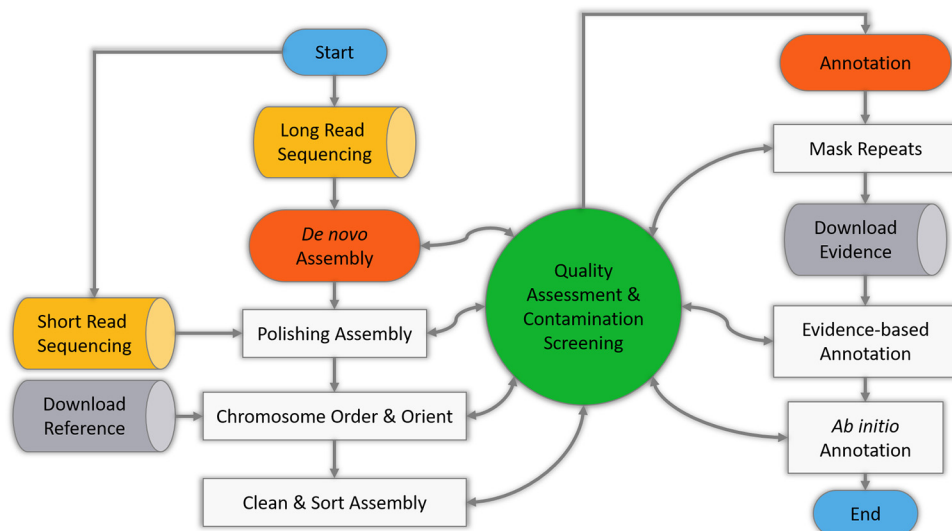 Start
Long Read
Sequencing
De novo
Assembly
Short Read
Sequencing
Polishing Assembly
Download
Reference
Chromosome Order & Orient
Clean & Sort Assembly
Quality
Assessment &
Contamination
Screening
Annotation
Mask Repeats
Download
Evidence
Evidence-based
Annotation
Ab initio
Annotation
End